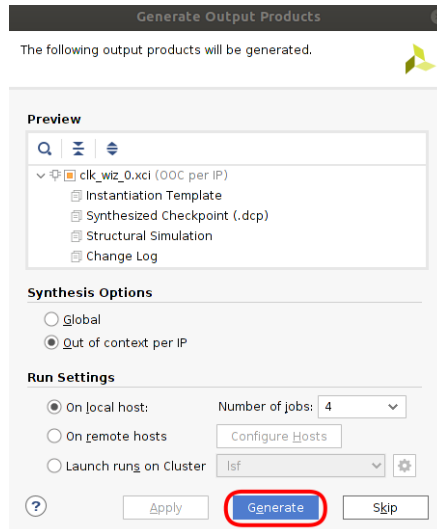 Generate Output Products
The following output products will be generated.
Preview
clk_wiz_0.xci (OOC per IP)
Instantiation Template
Synthesized Checkpoint (.dcp)
Structural Simulation
Change Log
Synthesis Options
Global
Out of context per IP
Run Settings
On local host: Number of jobs: 4
On remote hosts Configure Hosts
Launch runs on Cluster lsf
? Apply Generate Skip